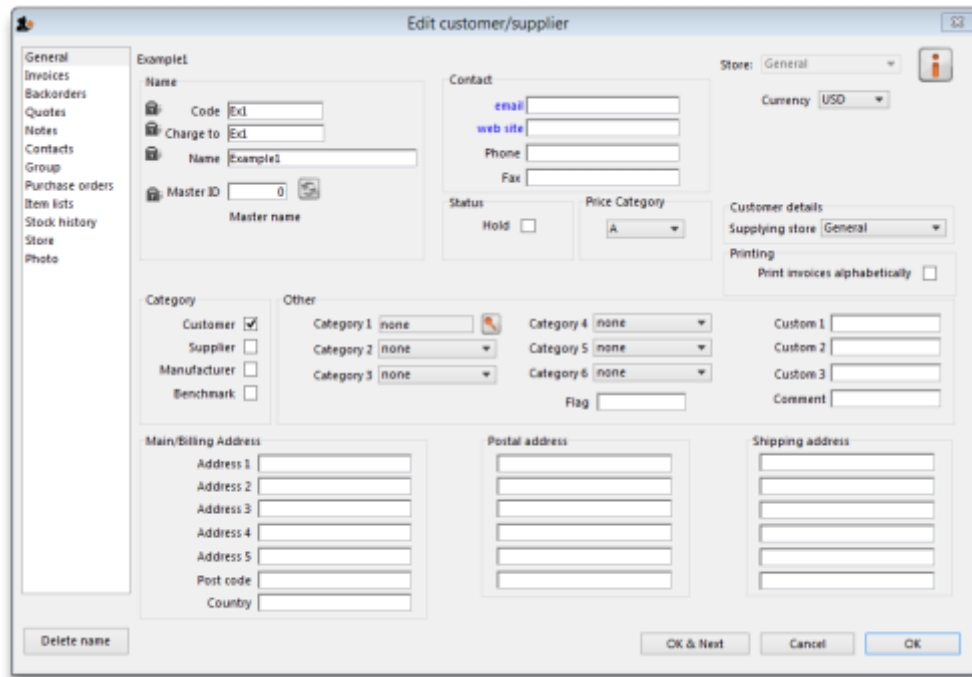 Edit customer/supplier
General
Invoices
Backorders
Quotes
Notes
Contacts
Group
Purchase orders
Item lists
Stock history
Store
Photo
Example1
Store: General
Currency USD
Name
Code Ex1
Charge to Ex1
Name Example1
Master ID 0
Master name
Contact
email
web site
Phone
Fax
Status
Hold
Price Category
A
Customer details
Supplying store General
Printing
Print invoices alphabetically
Category
Customer
Supplier
Manufacturer
Benchmark
Other
Category 1 none
Category 2 none
Category 3 none
Category 4 none
Category 5 none
Category 6 none
Flag
Custom 1
Custom 2
Custom 3
Comment
Main/Billing Address
Address 1
Address 2
Address 3
Address 4
Address 5
Post code
Country
Postal address
Shipping address
Delete name
OK & Next
Cancel
OK